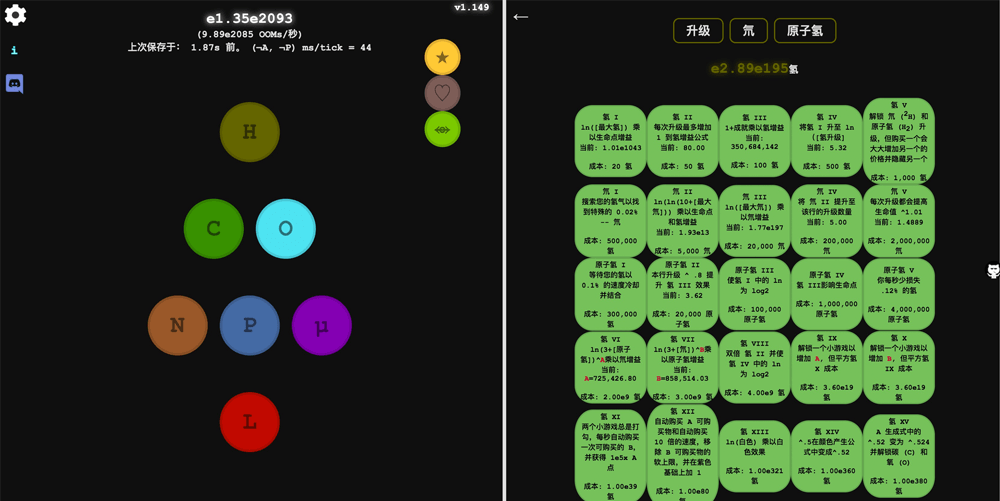 v1.149
e1.35e2093
(9.89e2085 OOMs/秒)
上次保存于： 1.87s 前。 (¬A, ¬P) ms/tick = 44
i
H
C
O
N
P
μ
L
←
升级
氘
原子氢
e2.89e195氢
氢 I
ln([最大氢]) 乘
以生命点增益
当前: 1.01e1043
成本: 20 氢
氢 II
每次升级最多增加
1 到氢增益公式
当前: 80.00
成本: 50 氢
氢 III
1+成就乘以氢增益
当前:
350,684,142
成本: 100 氢
氢 IV
将氢 I 升至 ln
([氢升级]
当前: 5.32
成本: 500 氢
氢 V
解锁 氘 (²H) 和
原子氢 (H₂) 升
级，但购买一个会
大大增加另一个的
价格并隐藏另一个
成本: 1,000 氢
氘 I
搜索您的氢气以找
到特殊的 0.02%
-- 氘
成本: 500,000
氢
氘 II
ln(ln(10+[最大
氘])) 乘以生命点
和氢增益
当前: 1.93e13
成本: 5,000 氘
氘 III
ln([最大氘]) 乘
以氘增益
当前: 1.77e197
成本: 20,000 氘
氘 IV
将 氘 II 提升至
该行的升级数量
当前: 5.00
成本: 200,000
氘
氘 V
每次升级都会提高
生命值 ^1.01
当前: 1.4889
成本: 2,000,000
氘
原子氢 I
等待您的氢以
0.1% 的速度冷却
并结合
成本: 300,000
氢
原子氢 II
本行升级 ^ .8 提
升 氢 III 效果
当前: 3.62
成本: 20,000 原
子氢
原子氢 III
使氢 I 中的 ln
为 log2
成本: 100,000
原子氢
原子氢 IV
氢 III影响生命点
成本: 1,000,000
原子氢
原子氢 V
你每秒少损失
.12% 的氢
成本: 4,000,000
原子氢
氢 VI
ln(3+[原子
氢])^A乘以氘增益
当前:
A=725,426.80
成本: 2.00e9 氢
氢 VII
ln(3+[氘])^B乘
以原子氢增益
当前:
B=858,514.03
成本: 3.00e9 氢
氢 VIII
双倍 氢 II 并使
氢 IV 中的 ln
为 log2
成本: 4.00e9 氢
氢 IX
解锁一个小游戏以
增加 A, 但平方氢
X 成本
成本: 3.60e19
氢
氢 X
解锁一个小游戏以
增加 B, 但平方氢
IX 成本
成本: 3.60e19
氢
氢 XI
两个小游戏总是打
勾，每秒自动购买
一次可购买的 B，
并获得 1e5x A
点
成本: 1.00e39
氢
氢 XII
自动购买 A 可购
买物和自动购买
10 倍的速度，移
除 B 可购买物的
软上限，并在紫色
基础上加 1
成本: 1.00e80
氢 XIII
ln(白色) 乘以白
色效果
成本: 1.00e321
氢
氢 XIV
^.5在颜色产生公
式中变成^.52
成本: 1.00e360
氢
氢 XV
A 生成式中的
^.52 变为 ^.524
并解锁碳 (C) 和
氧 (O)
成本: 1.00e380
氢